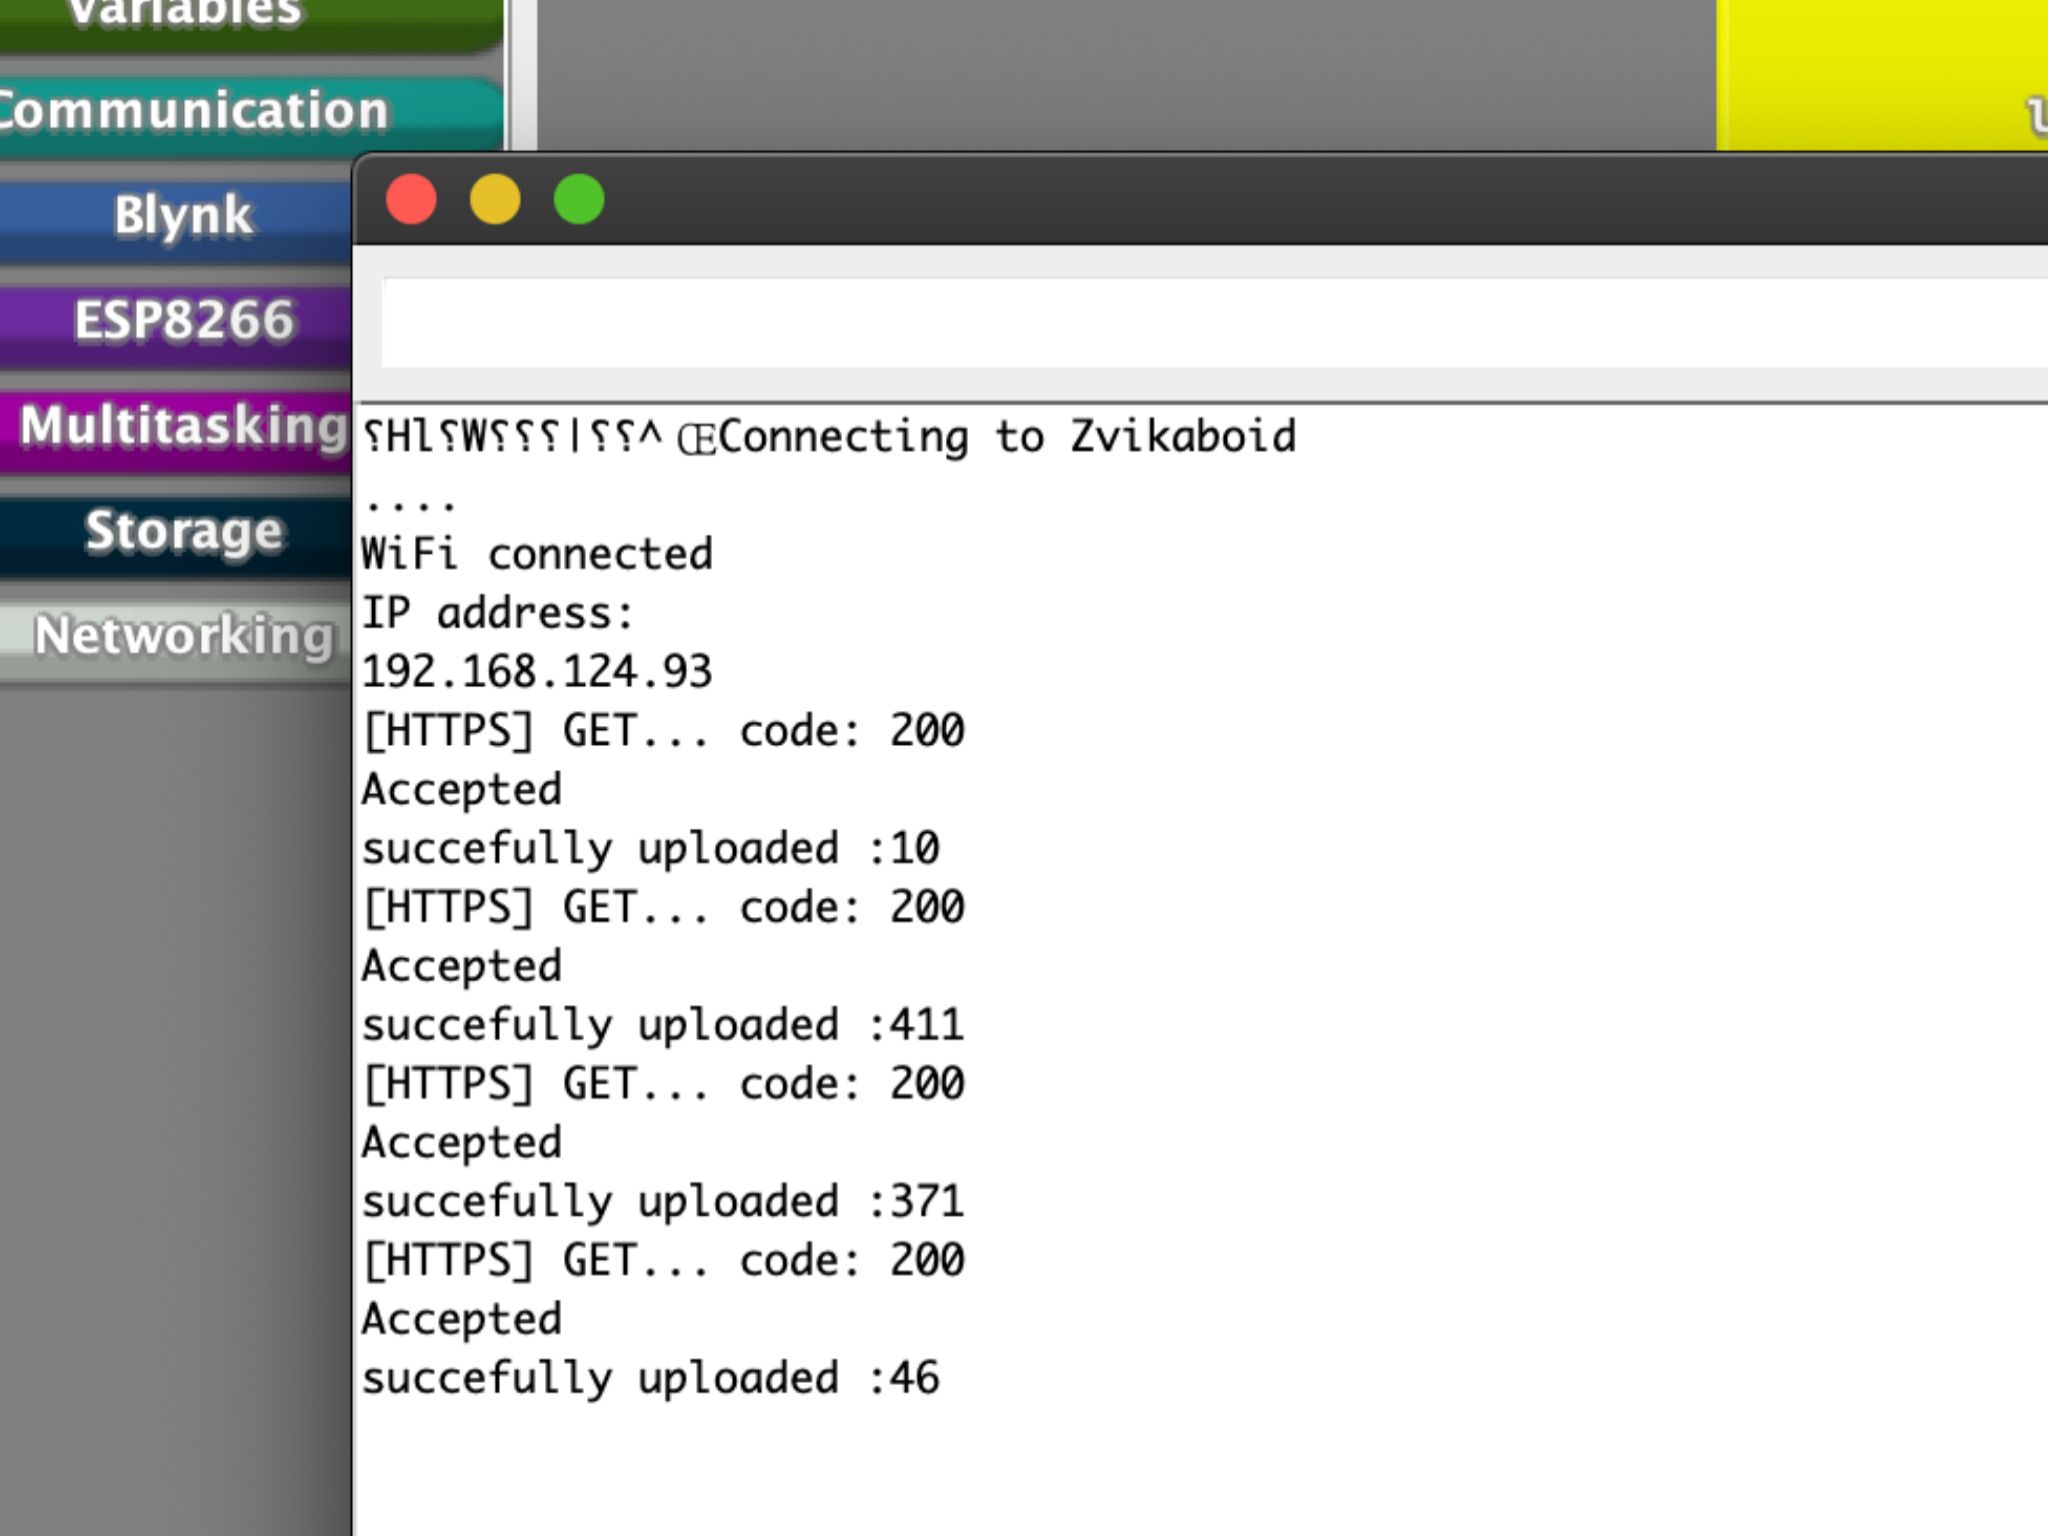 Variables
Communication
Blynk
ESP8266
Multitasking
Storage
Networking
⸮Hl⸮W⸮⸮⸮|⸮⸮^ ŒConnecting to Zvikaboid
....
WiFi connected
IP address:
192.168.124.93
[HTTPS] GET... code: 200
Accepted
succefully uploaded :10
[HTTPS] GET... code: 200
Accepted
succefully uploaded :411
[HTTPS] GET... code: 200
Accepted
succefully uploaded :371
[HTTPS] GET... code: 200
Accepted
succefully uploaded :46